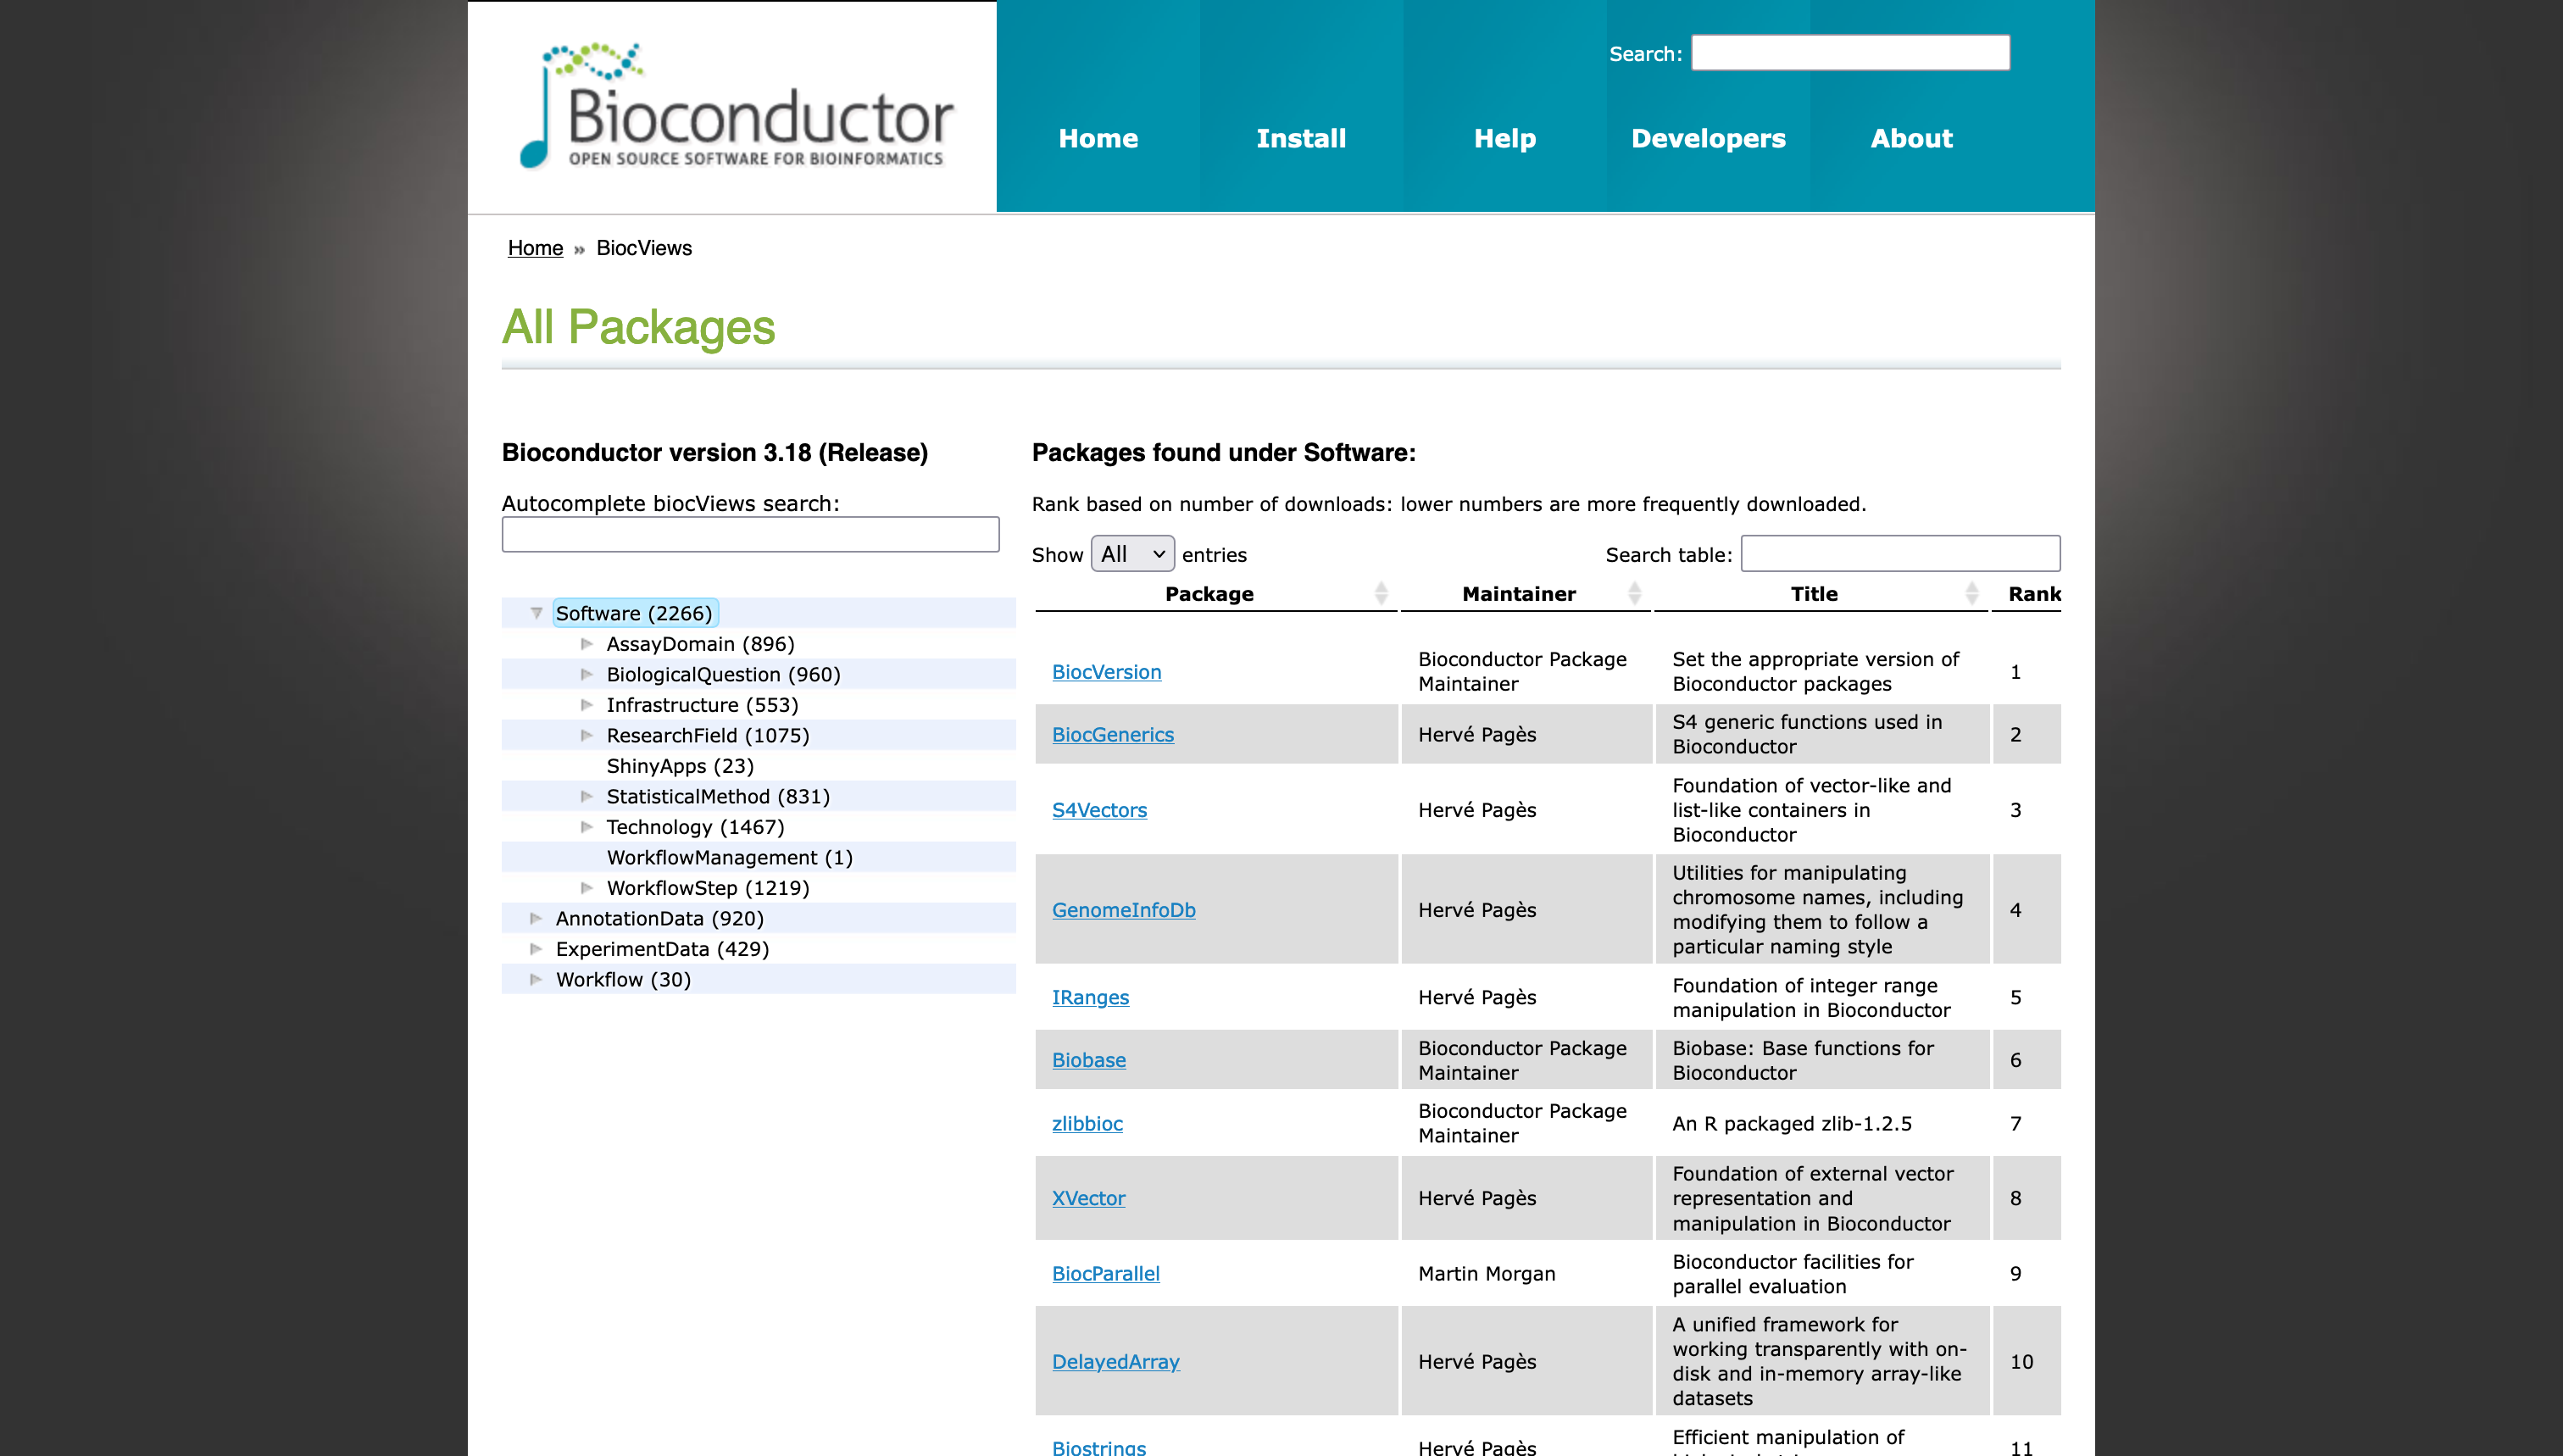 Bioconductor
OPEN SOURCE SOFTWARE FOR BIOINFORMATICS
Search:
Home Install Help Developers About
Home » BiocViews
All Packages
Bioconductor version 3.18 (Release)
Autocomplete biocViews search:
Software (2266)
AssayDomain (896)
BiologicalQuestion (960)
Infrastructure (553)
ResearchField (1075)
ShinyApps (23)
StatisticalMethod (831)
Technology (1467)
WorkflowManagement (1)
WorkflowStep (1219)
AnnotationData (920)
ExperimentData (429)
Workflow (30)
Packages found under Software:
Rank based on number of downloads: lower numbers are more frequently downloaded.
Show All entries Search table:
Package Maintainer Title Rank
BiocVersion
Bioconductor Package
Maintainer
Set the appropriate version of
Bioconductor packages
1
BiocGenerics
Hervé Pagès
S4 generic functions used in
Bioconductor
2
S4Vectors
Hervé Pagès
Foundation of vector-like and
list-like containers in
Bioconductor
3
GenomeInfoDb
Hervé Pagès
Utilities for manipulating
chromosome names, including
modifying them to follow a
particular naming style
4
IRanges
Hervé Pagès
Foundation of integer range
manipulation in Bioconductor
5
Biobase
Bioconductor Package
Maintainer
Biobase: Base functions for
Bioconductor
6
zlibbioc
Bioconductor Package
Maintainer
An R packaged zlib-1.2.5
7
XVector
Hervé Pagès
Foundation of external vector
representation and
manipulation in Bioconductor
8
BiocParallel
Martin Morgan
Bioconductor facilities for
parallel evaluation
9
DelayedArray
Hervé Pagès
A unified framework for
working transparently with on-
disk and in-memory array-like
datasets
10
Biostrings
Hervé Pagès
Efficient manipulation of
11